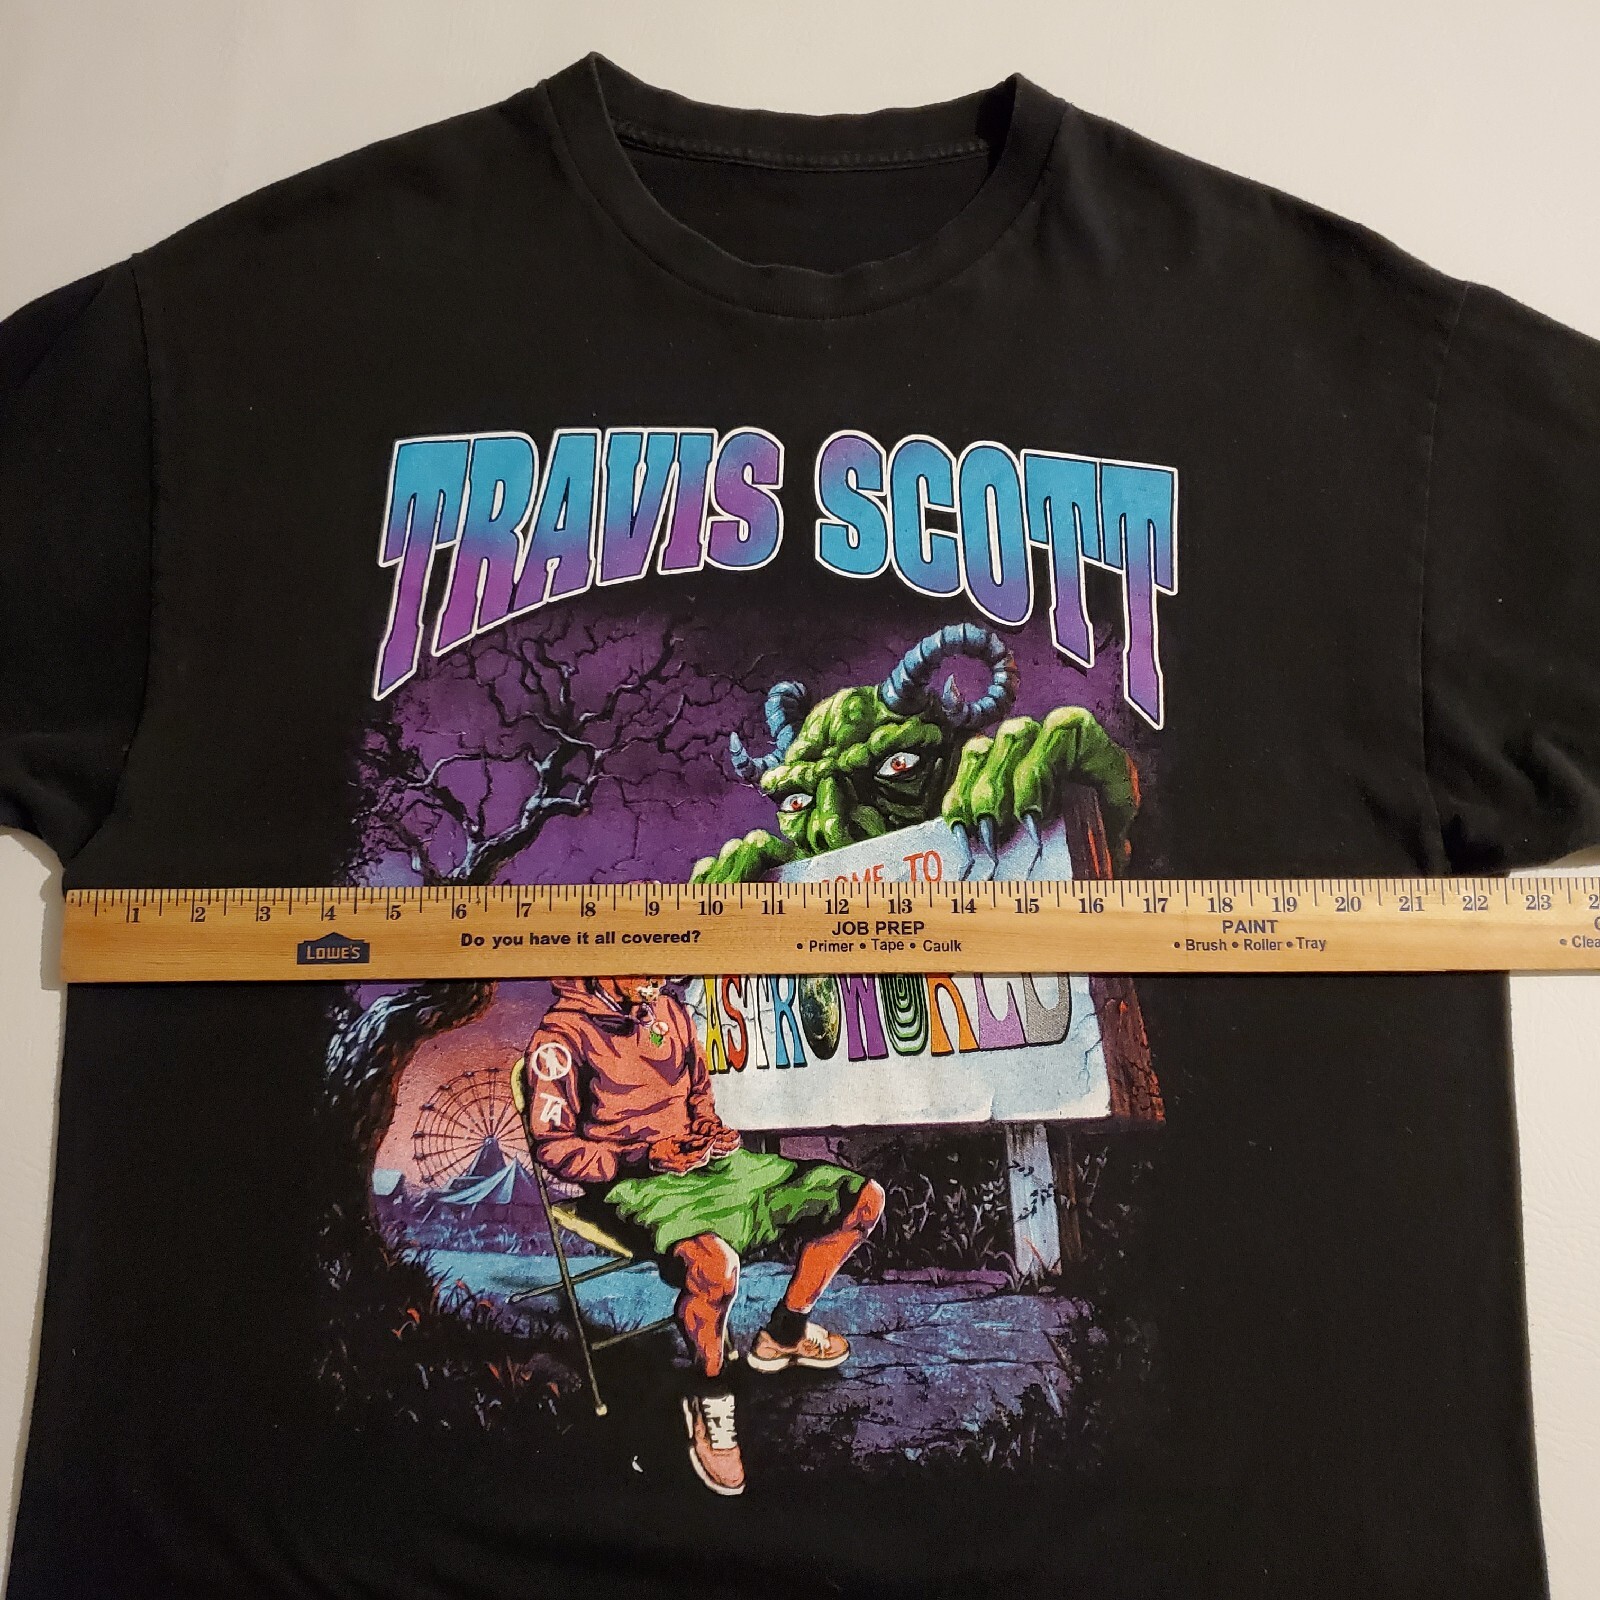 TRAVIS SCOTT
TO
1 2 3 4 5 6 7 8 9 10 11 12 13 14 15 16 17 18 19 20 21 22 23
LOWE'S
Do you have it all covered?
JOB PREP
• Primer • Tape • Caulk
PAINT
• Brush • Roller • Tray
ASTROWORLD
TA